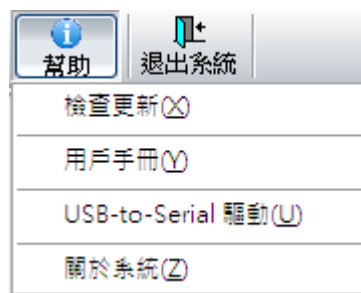 幫助 退出系統
檢查更新(X)
用戶手冊(Y)
USB-to-Serial 驅動(U)
關於系統(Z)